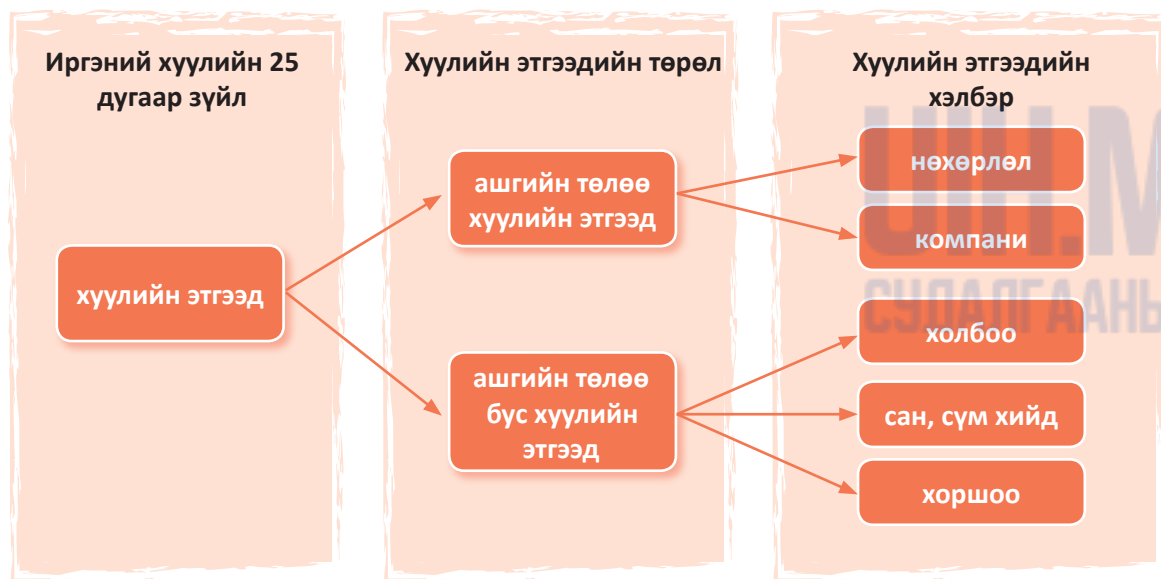 Иргэний хуулийн 25
дугаар зүйл
хуулийн этгээд
Хуулийн этгээдийн төрөл
ашгийн төлөө
хуулийн этгээд
ашгийн төлөө
бус хуулийн
этгээд
Хуулийн этгээдийн
хэлбэр
нөхөрлөл
компани
холбоо
сан, сүм хийд
хоршоо
СУДАЛГААНЫ